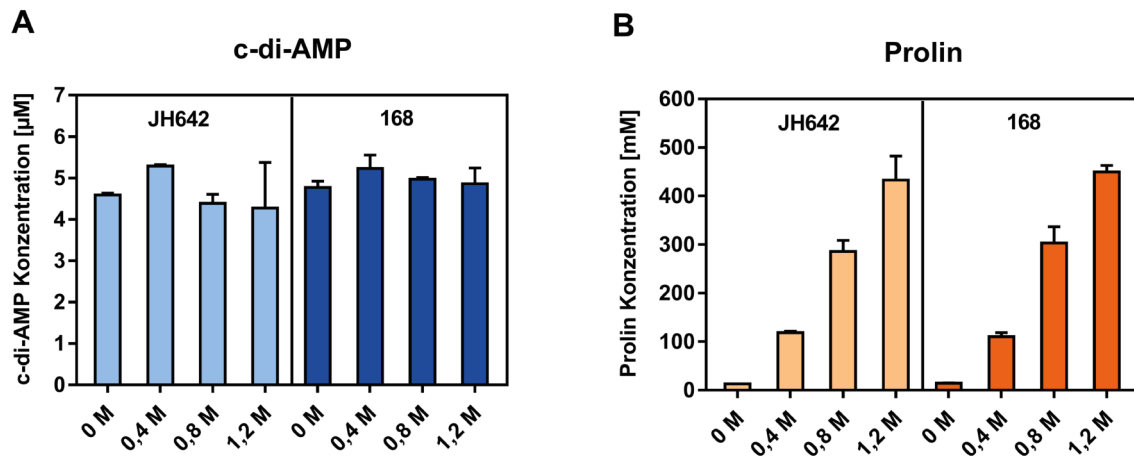 A
c-di-AMP
c-di-AMP Konzentration [µM]
7
6
5
4
3
2
1
0
JH642
168
0 M
0,4 M
0,8 M
1,2 M
0 M
0,4 M
0,8 M
1,2 M
B
Prolin
Prolin Konzentration [mM]
600
500
400
300
200
100
0
JH642
168
0 M
0,4 M
0,8 M
1,2 M
0 M
0,4 M
0,8 M
1,2 M